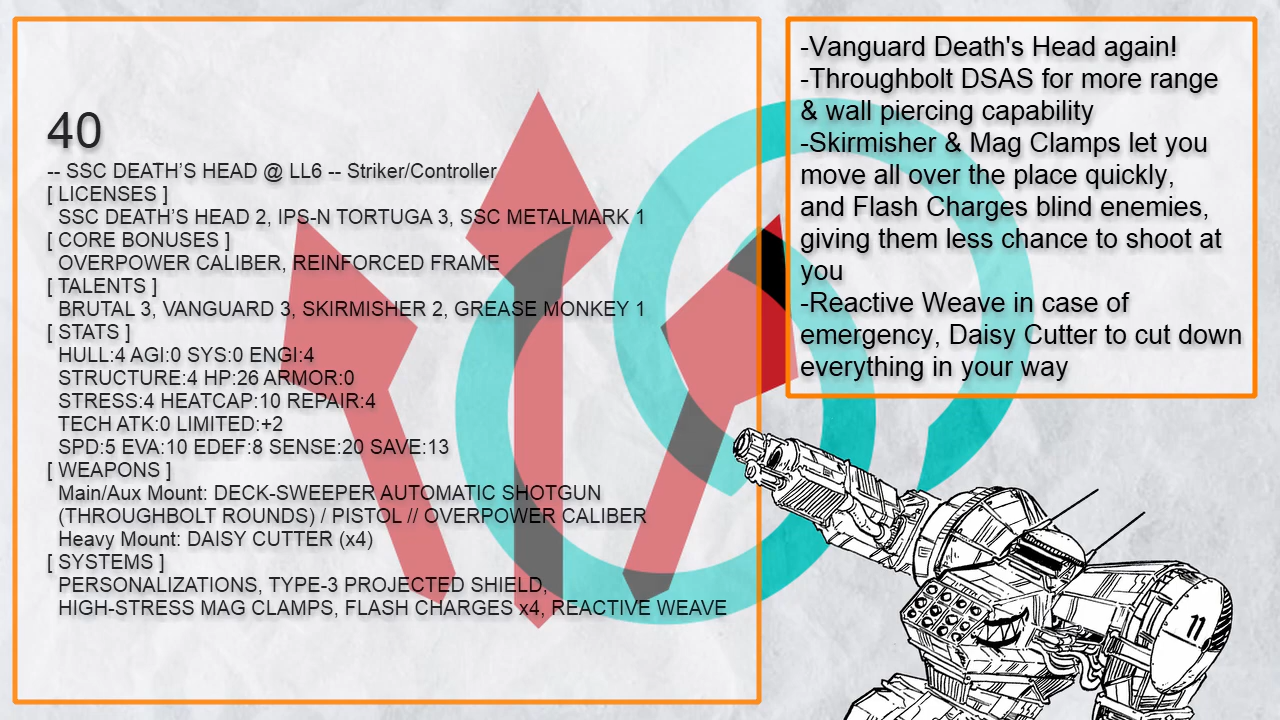 40
-- SSC DEATH’S HEAD @ LL6 -- Striker/Controller
[ LICENSES ]
SSC DEATH’S HEAD 2, IPS-N TORTUGA 3, SSC METALMARK 1
[ CORE BONUSES ]
OVERPOWER CALIBER, REINFORCED FRAME
[ TALENTS ]
BRUTAL 3, VANGUARD 3, SKIRMISHER 2, GREASE MONKEY 1
[ STATS ]
HULL:4 AGI:0 SYS:0 ENGI:4
STRUCTURE:4 HP:26 ARMOR:0
STRESS:4 HEATCAP:10 REPAIR:4
TECH ATK:0 LIMITED:+2
SPD:5 EVA:10 EDEF:8 SENSE:20 SAVE:13
[ WEAPONS ]
Main/Aux Mount: DECK-SWEEPER AUTOMATIC SHOTGUN
(THROUGHBOLT ROUNDS) / PISTOL // OVERPOWER CALIBER
Heavy Mount: DAISY CUTTER (x4)
[ SYSTEMS ]
PERSONALIZATIONS, TYPE-3 PROJECTED SHIELD,
HIGH-STRESS MAG CLAMPS, FLASH CHARGES x4, REACTIVE WEAVE
-Vanguard Death's Head again!
-Throughbolt DSAS for more range
& wall piercing capability
-Skirmisher & Mag Clamps let you
move all over the place quickly,
and Flash Charges blind enemies,
giving them less chance to shoot at
you
-Reactive Weave in case of
emergency, Daisy Cutter to cut down
everything in your way
11